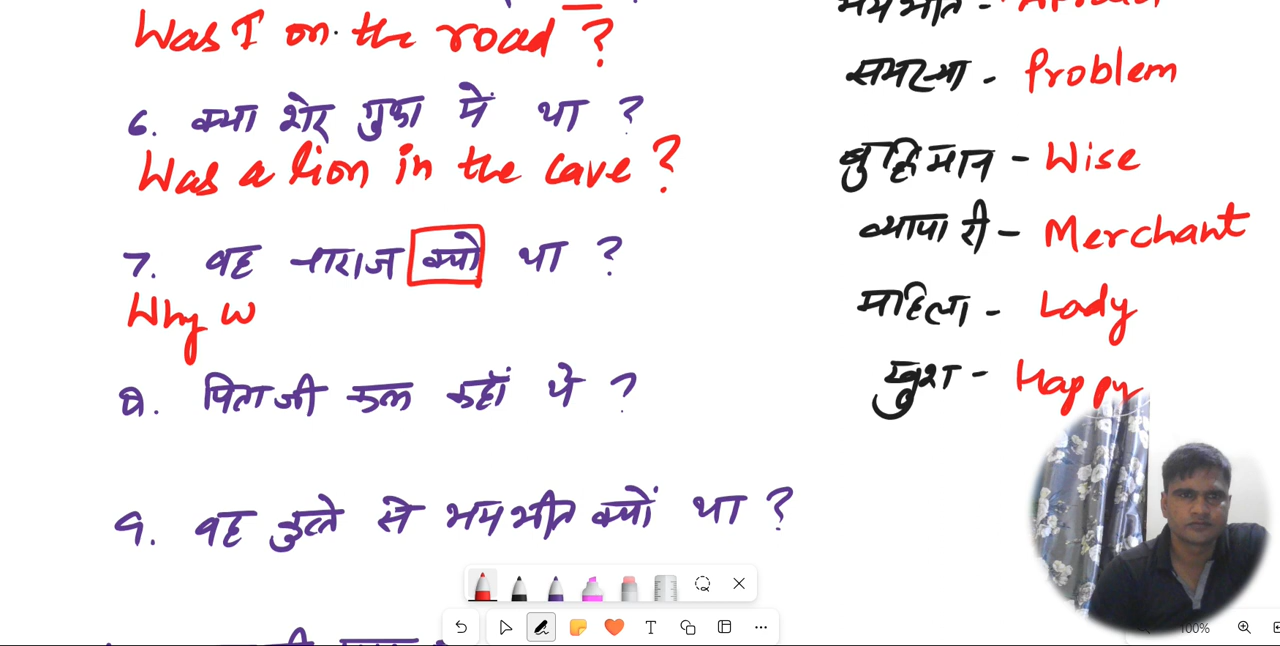 Was I on the road ?
6. क्या शेर गुफा में था ?
Was a lion in the cave ?
7. वह नाराज क्यों था ?
Why w
8. पिताजी कल कहाँ थे ?
9. वह कुत्ते से भयभीत क्यों था ?
भयभीत -
समस्या - Problem
बुद्धिमान - Wise
व्यापारी - Merchant
महिला - Lady
खुश - Happy
100%